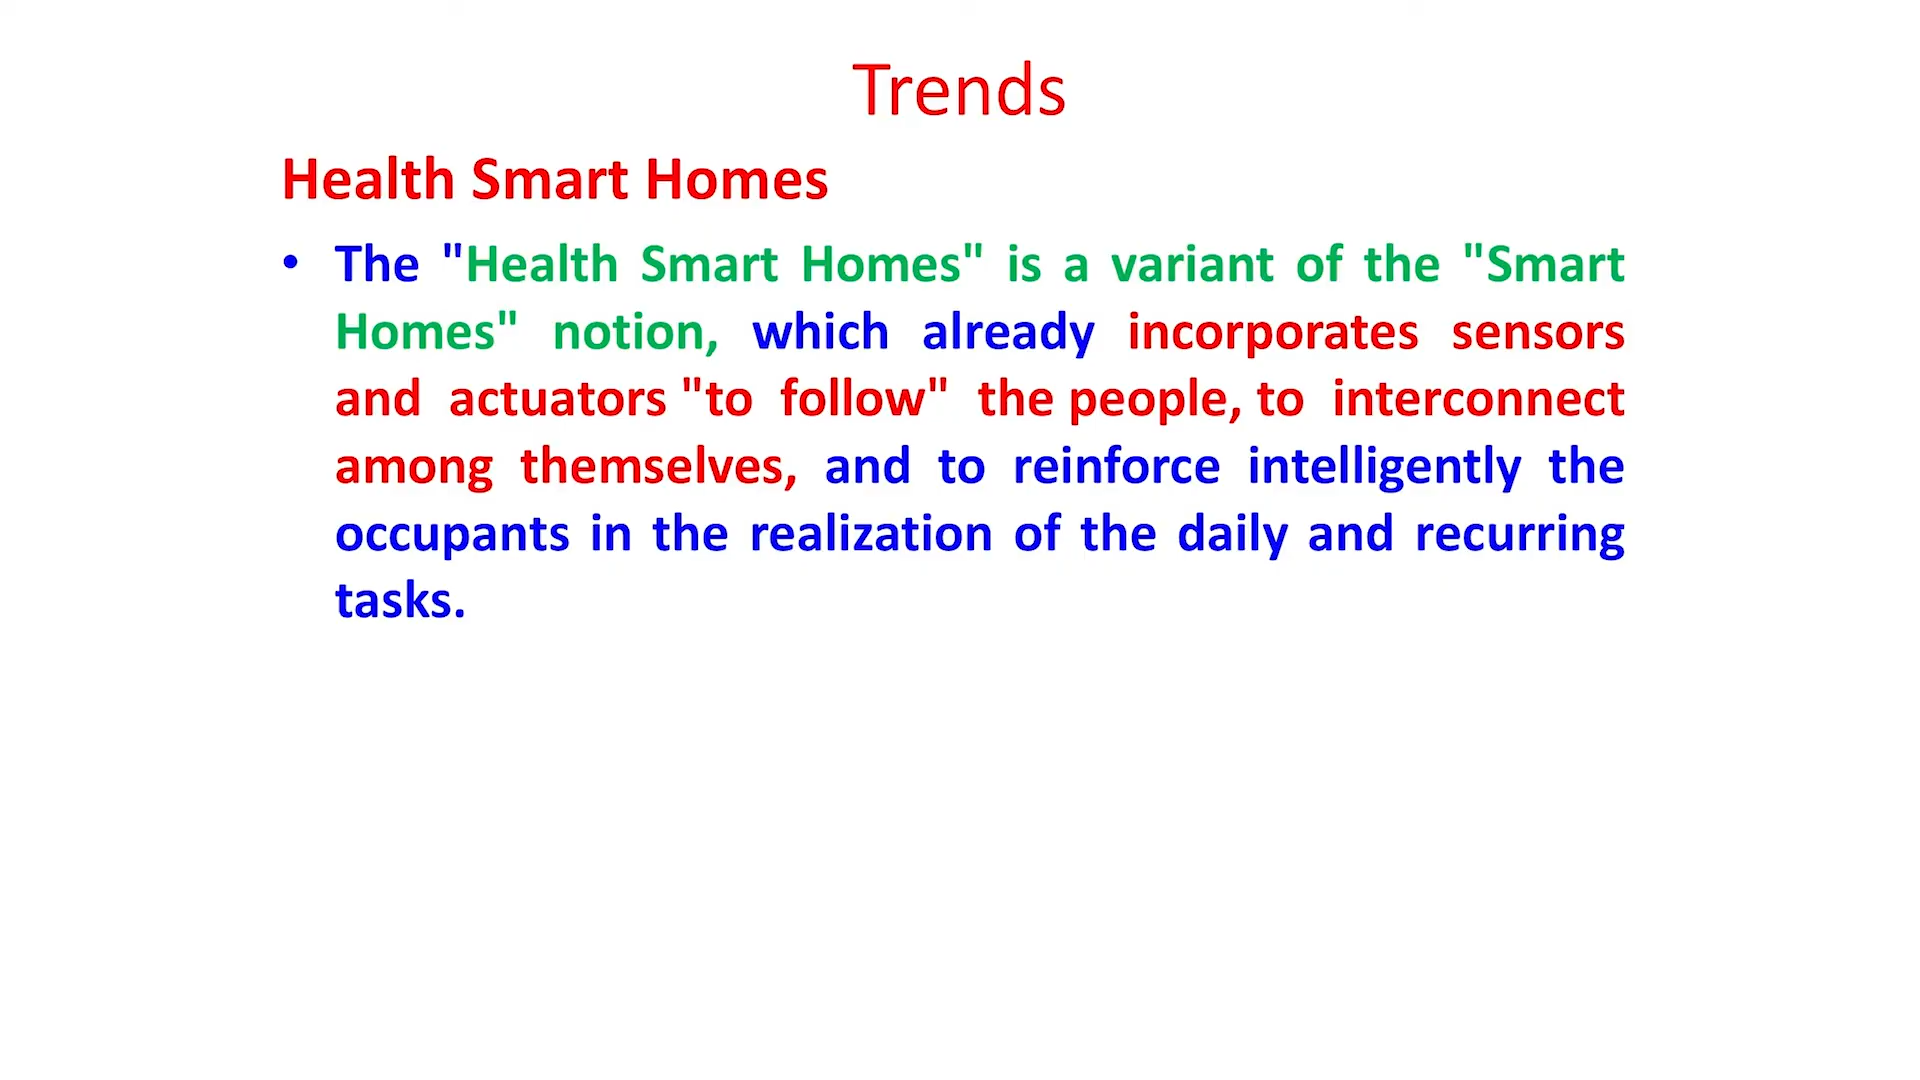 Trends
Health Smart Homes
• The "Health Smart Homes" is a variant of the "Smart
Homes" notion, which already incorporates sensors
and actuators "to follow" the people, to interconnect
among themselves, and to reinforce intelligently the
occupants in the realization of the daily and recurring
tasks.